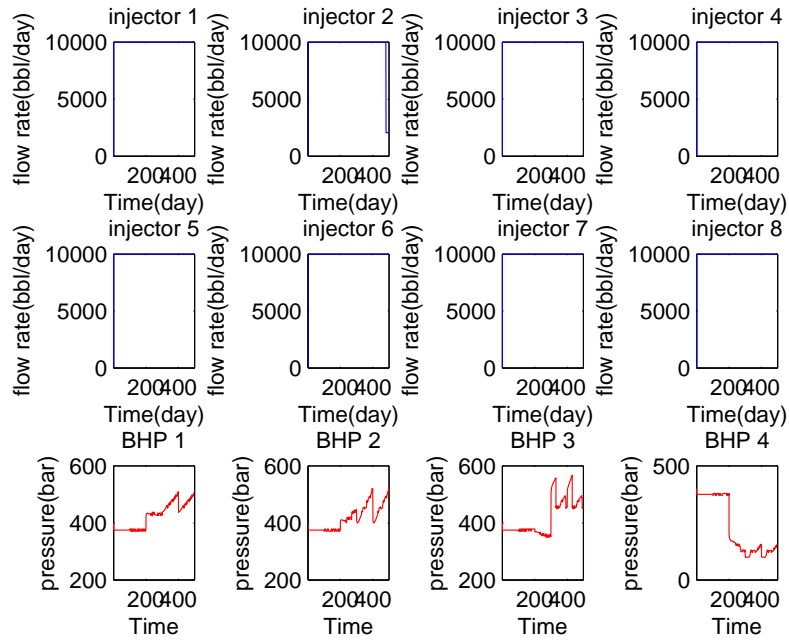 injector 1
injector 2
injector 3
injector 4
flow rate(bbl/day)
10000
5000
0
200400
Time(day)
flow rate(bbl/day)
10000
5000
0
200400
Time(day)
flow rate(bbl/day)
10000
5000
0
200400
Time(day)
flow rate(bbl/day)
10000
5000
0
200400
Time(day)
injector 5
injector 6
injector 7
injector 8
flow rate(bbl/day)
10000
5000
0
200400
Time(day)
flow rate(bbl/day)
10000
5000
0
200400
Time(day)
flow rate(bbl/day)
10000
5000
0
200400
Time(day)
flow rate(bbl/day)
10000
5000
0
200400
Time(day)
BHP 1
BHP 2
BHP 3
BHP 4
pressure(bar)
600
400
200
200400
Time
pressure(bar)
600
400
200
200400
Time
pressure(bar)
600
400
200
200400
Time
pressure(bar)
500
0
200400
Time